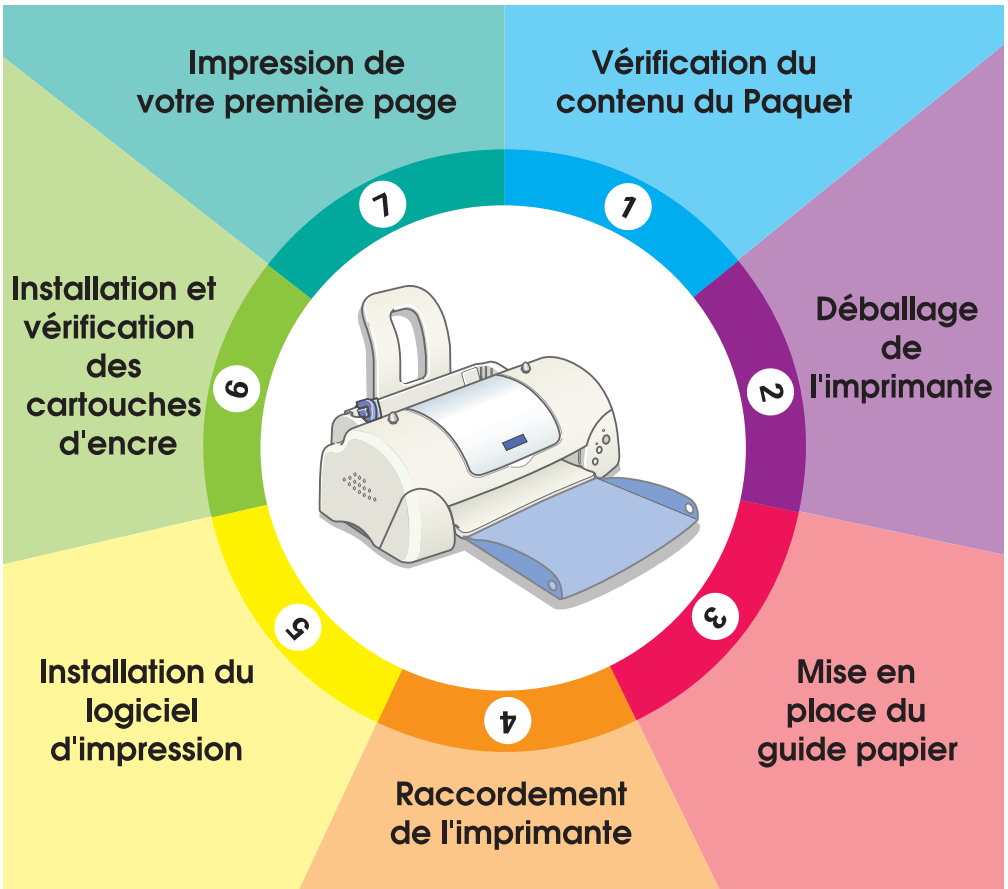 1
Vérification du
contenu du Paquet
2
Déballage
de
l'imprimante
3
Mise en
place du
guide papier
4
Raccordement
de l'imprimante
5
Installation du
logiciel
d'impression
6
Installation et
vérification
des
cartouches
d'encre
7
Impression de
votre première page